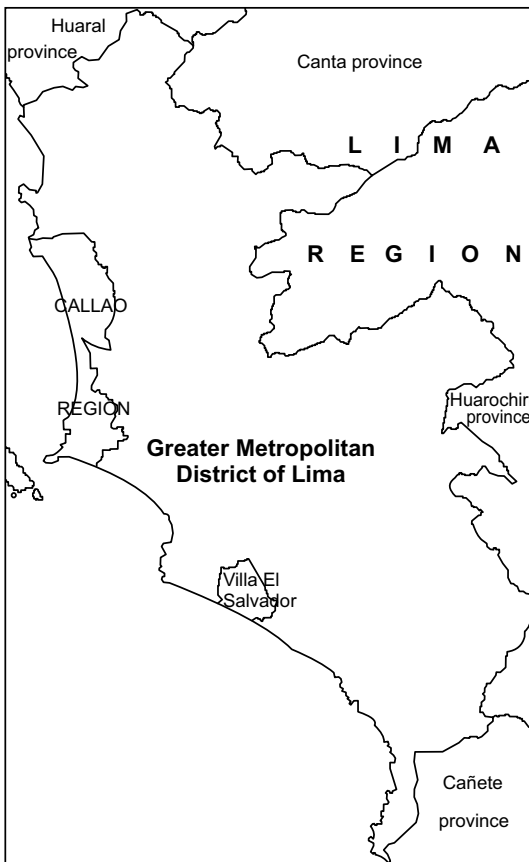 Huaral
province
Canta province
L I M A
R E G I O N
CALLAO
REGION
Huarochir
province
Greater Metropolitan
District of Lima
Villa El
Salvador
Cañete
province